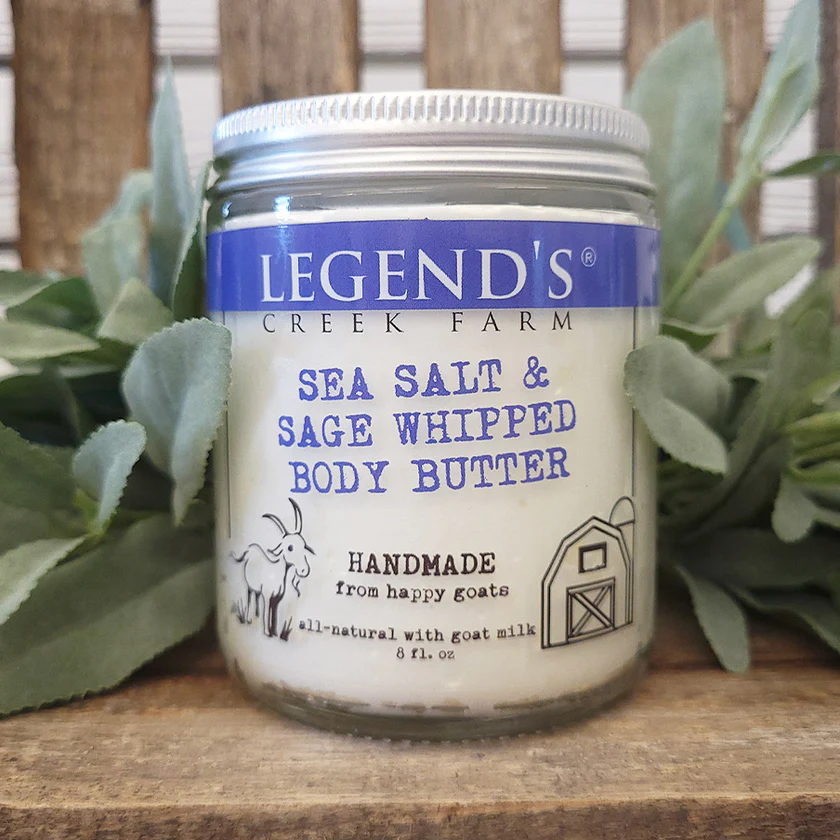 LEGEND'S®
CREEK FARM
SEA SALT &
SAGE WHIPPED
BODY BUTTER
HANDMADE
from happy goats
all-natural with goat milk
8 fl. oz